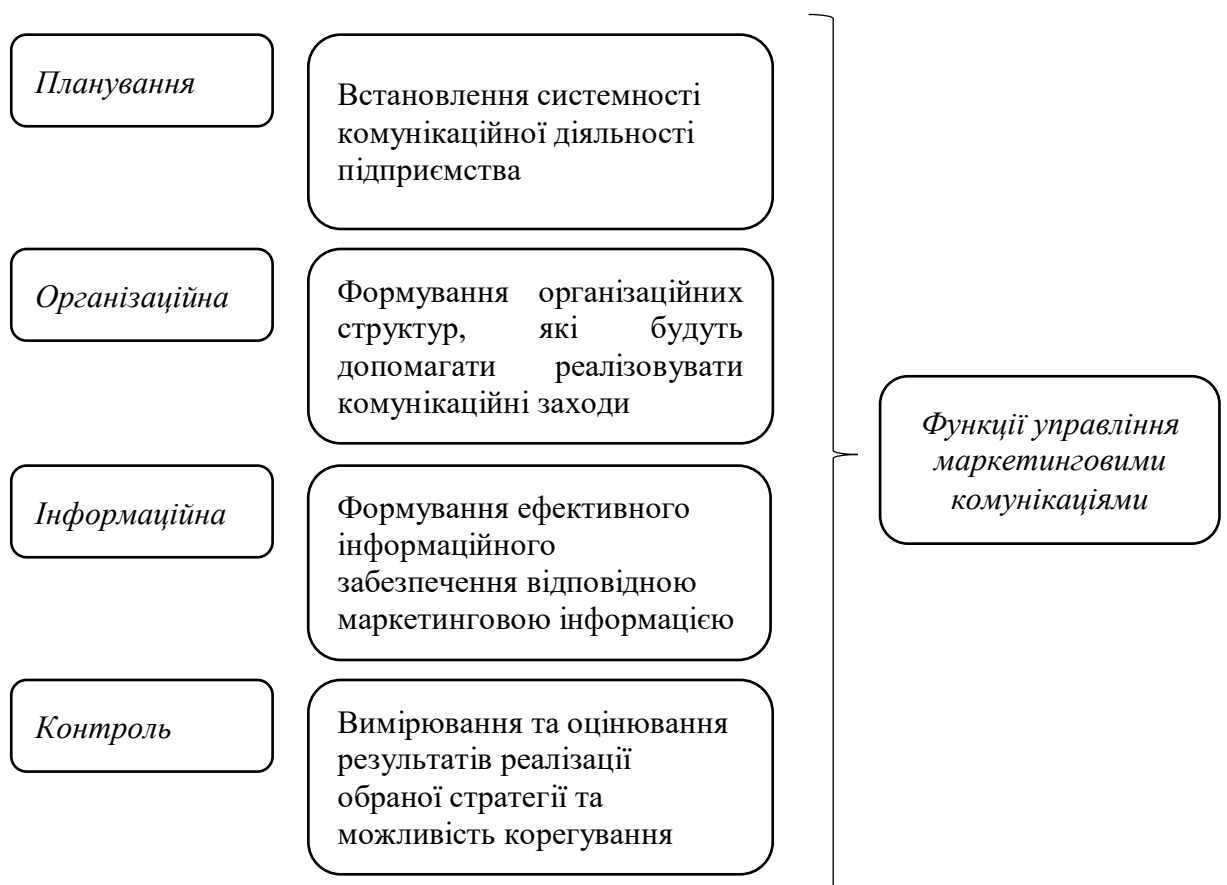 Планування
Встановлення системності
комунікаційної діяльності
підприємства
Організаційна
Формування організаційних
структур, які будуть
допомагати реалізовувати
комунікаційні заходи
Інформаційна
Формування ефективного
інформаційного
забезпечення відповідною
маркетинговою інформацією
Контроль
Вимірювання та оцінювання
результатів реалізації
обраної стратегії та
можливість корегування
Функції управління
маркетинговими
комунікаціями